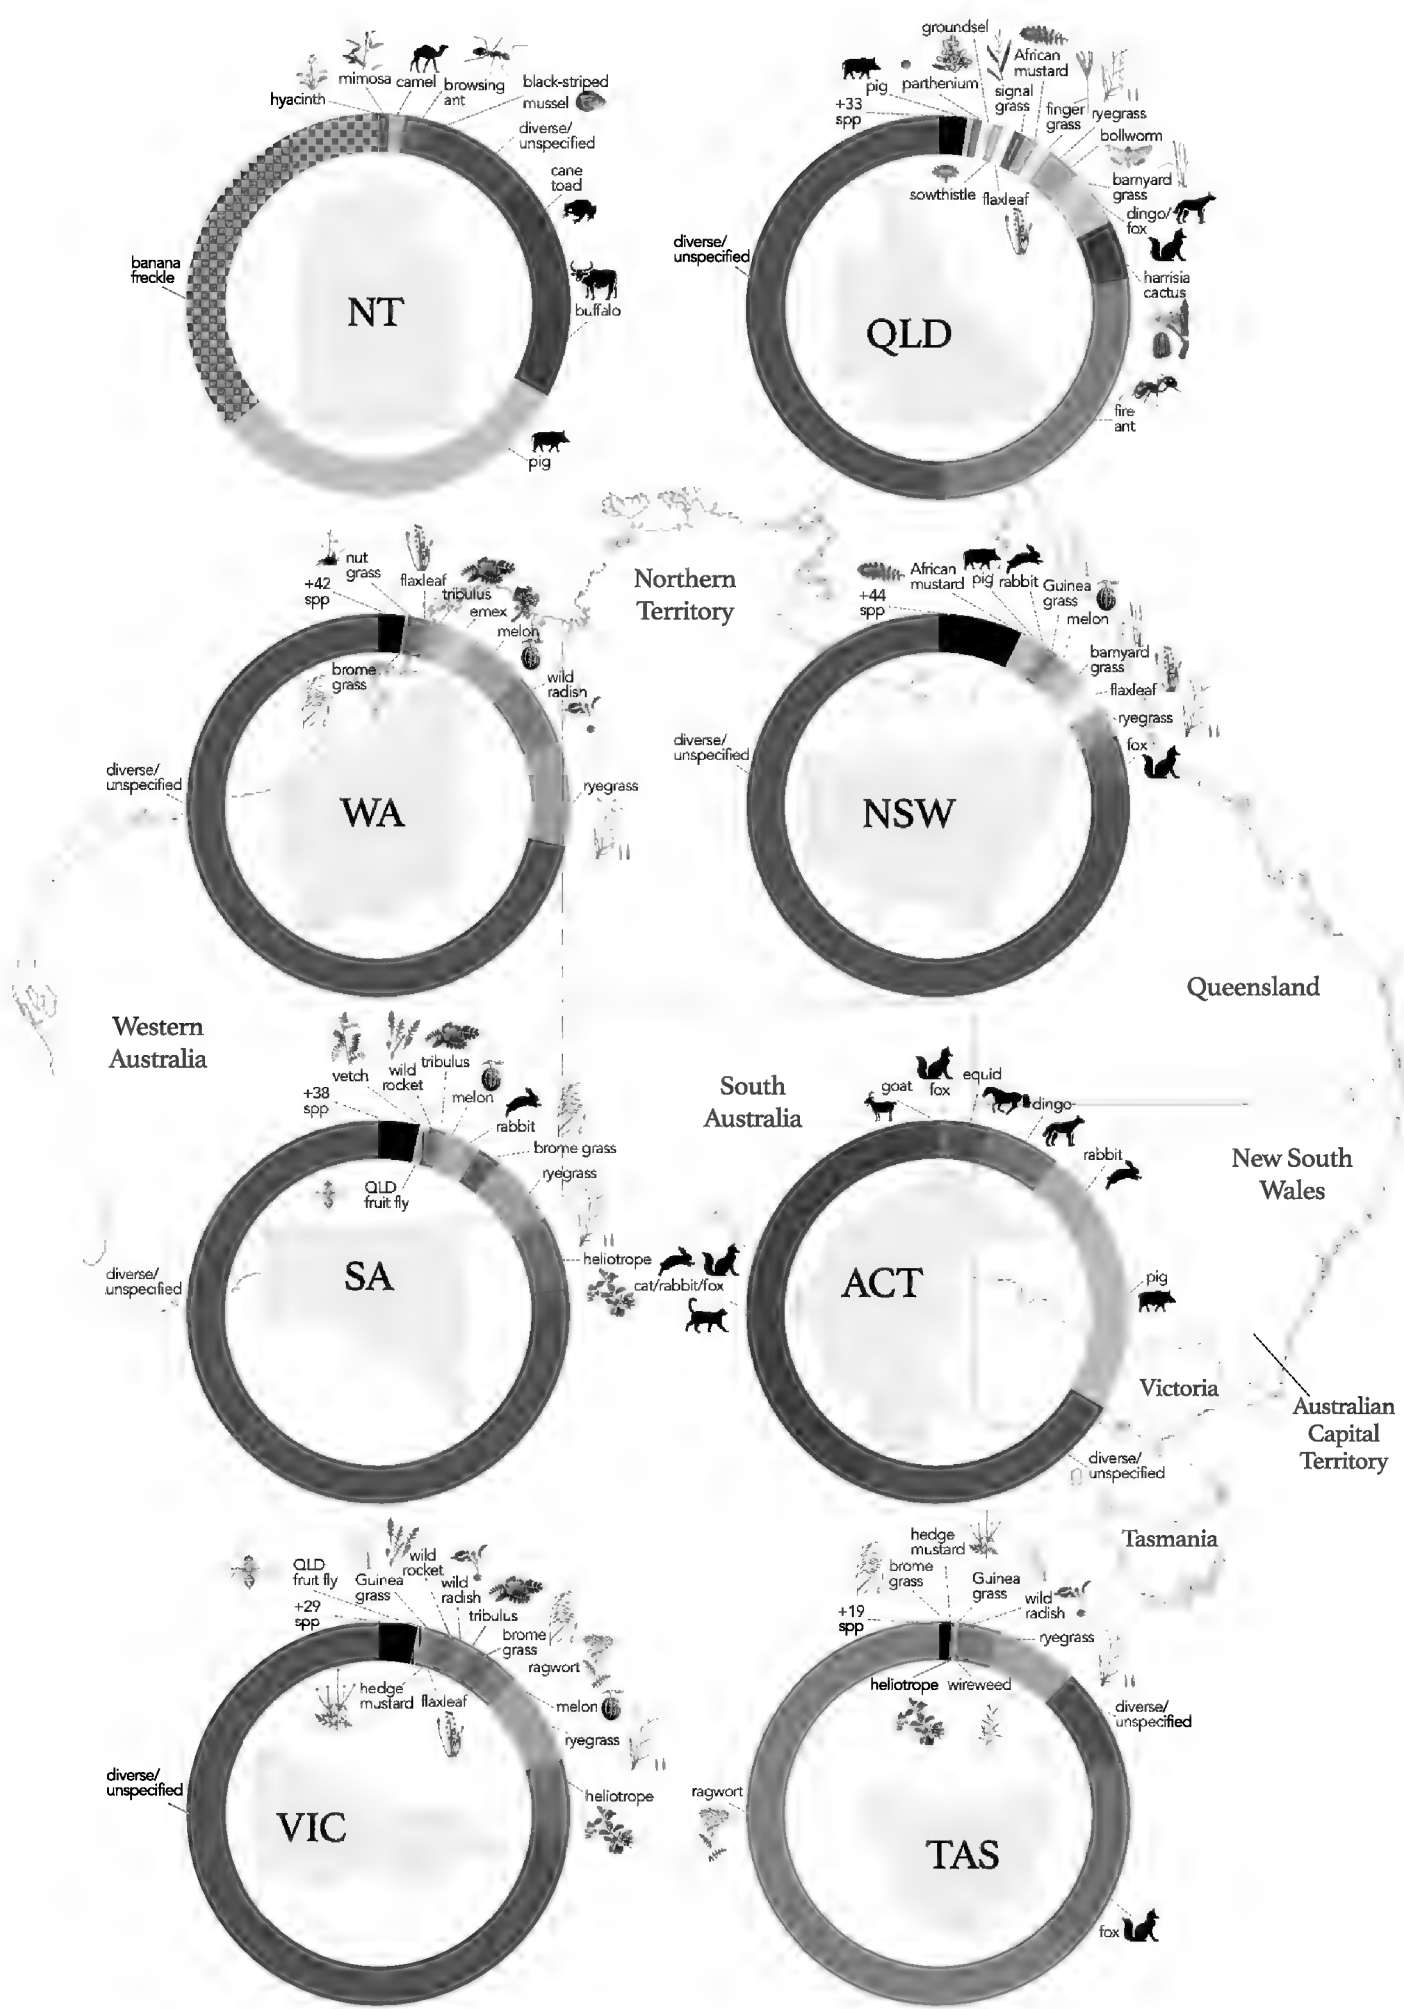 hyacinth
mimosa
camel
browsing
ant
black-striped
mussel
diverse/
unspecified
cane
toad
buffalo
pig
banana
freckle
NT
+33
spp
pig
parthenium
groundsel
signal
grass
African
mustard
finger
grass
ryegrass
bollworm
barnyard
grass
dingo/
fox
harrisia
cactus
fire
ant
sowthistle
flaxleaf
diverse/
unspecified
QLD
Northern
Territory
+42
spp
nut
grass
flaxleaf
tribulus
emex
melon
wild
radish
ryegrass
brome
grass
diverse/
unspecified
WA
+44
spp
African
mustard
pig
rabbit
Guinea
grass
melon
barnyard
grass
flaxleaf
ryegrass
fox
diverse/
unspecified
NSW
Queensland
Western
Australia
South
Australia
New South
Wales
+38
spp
vetch
wild
rocket
tribulus
melon
rabbit
brome grass
ryegrass
heliotrope
QLD
fruit fly
diverse/
unspecified
SA
goat
fox
equid
dingo
rabbit
pig
diverse/
unspecified
cat/rabbit/fox
ACT
Victoria
Australian
Capital
Territory
Tasmania
+29
spp
QLD
fruit fly
Guinea
grass
wild
rocket
wild
radish
tribulus
brome
grass
ragwort
melon
ryegrass
heliotrope
hedge
mustard
flaxleaf
diverse/
unspecified
VIC
+19
spp
brome
grass
hedge
mustard
Guinea
grass
wild
radish
ryegrass
heliotrope
wireweed
diverse/
unspecified
fox
ragwort
TAS